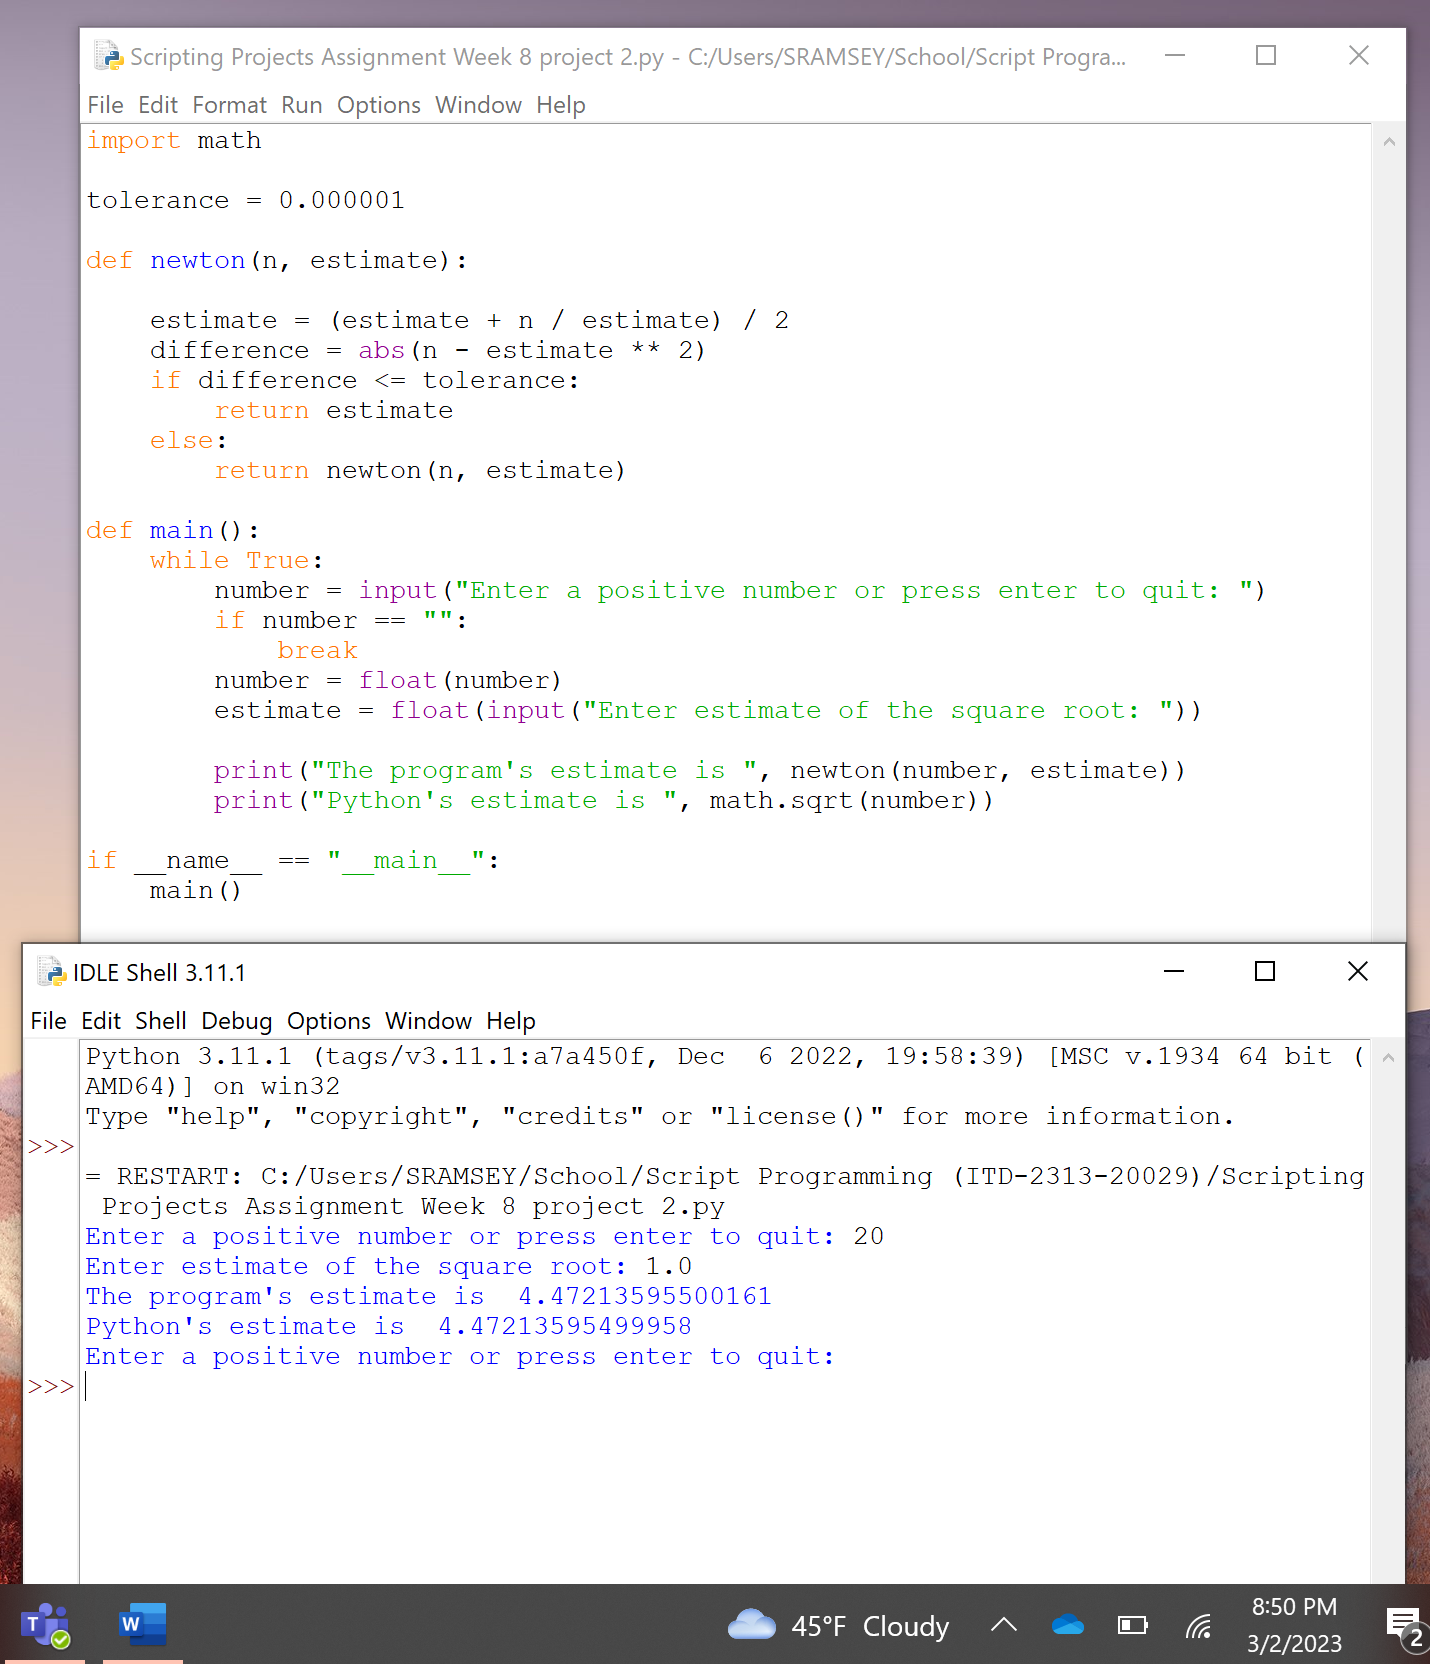 Scripting Projects Assignment Week 8 project 2.py - C:/Users/SRAMSEY/School/Script Progra...
File Edit Format Run Options Window Help
import math
tolerance = 0.000001
def newton(n, estimate):
    estimate = (estimate + n / estimate) / 2
    difference = abs(n - estimate ** 2)
    if difference <= tolerance:
        return estimate
    else:
        return newton(n, estimate)
def main():
    while True:
        number = input("Enter a positive number or press enter to quit: ")
        if number == "":
            break
        number = float(number)
        estimate = float(input("Enter estimate of the square root: "))
        print("The program's estimate is ", newton(number, estimate))
        print("Python's estimate is ", math.sqrt(number))
if __name__ == "__main__":
    main()
IDLE Shell 3.11.1
File Edit Shell Debug Options Window Help
Python 3.11.1 (tags/v3.11.1:a7a450f, Dec  6 2022, 19:58:39) [MSC v.1934 64 bit (
AMD64)] on win32
Type "help", "copyright", "credits" or "license()" for more information.
>>>
= RESTART: C:/Users/SRAMSEY/School/Script Programming (ITD-2313-20029)/Scripting
 Projects Assignment Week 8 project 2.py
Enter a positive number or press enter to quit: 20
Enter estimate of the square root: 1.0
The program's estimate is  4.47213595500161
Python's estimate is  4.47213595499958
Enter a positive number or press enter to quit:
>>>
T
W
45°F Cloudy
8:50 PM
3/2/2023
2